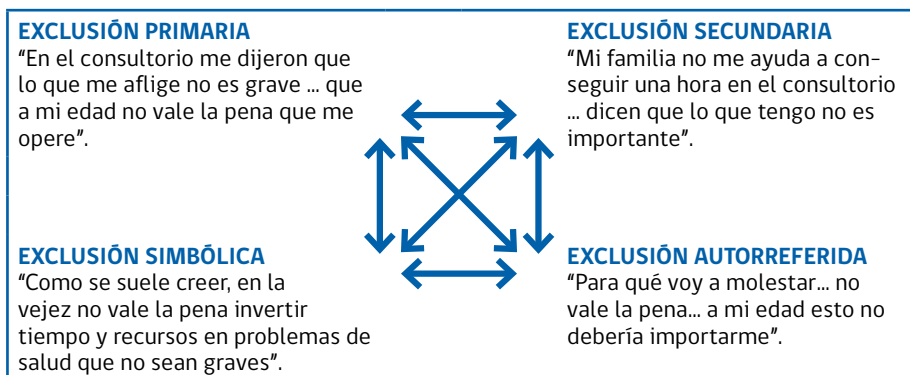 EXCLUSIÓN PRIMARIA
"En el consultorio me dijeron que
lo que me aflige no es grave ... que
a mi edad no vale la pena que me
opere".
EXCLUSIÓN SECUNDARIA
"Mi familia no me ayuda a con-
seguir una hora en el consultorio
... dicen que lo que tengo no es
importante".
EXCLUSIÓN SIMBÓLICA
"Como se suele creer, en la
vejez no vale la pena invertir
tiempo y recursos en problemas de
salud que no sean graves".
EXCLUSIÓN AUTORREFERIDA
"Para qué voy a molestar... no
vale la pena... a mi edad esto no
debería importarme".